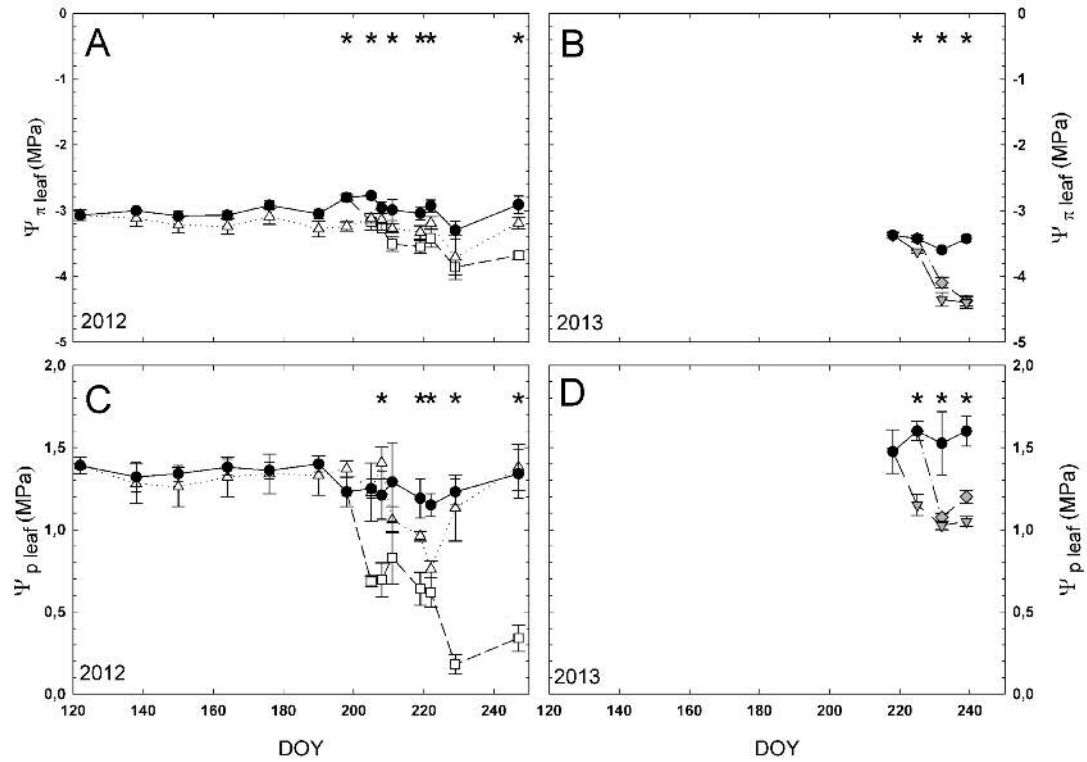 A
* * * * * *
0
-1
-2
-3
-4
-5
Ψ π leaf (MPa)
2012
B
* * *
0
-1
-2
-3
-4
-5
Ψ π leaf (MPa)
2013
C
* * * * *
2,0
1,5
1,0
0,5
0,0
Ψ p leaf (MPa)
2012
120 140 160 180 200 220 240
DOY
D
* * *
2,0
1,5
1,0
0,5
0,0
Ψ p leaf (MPa)
2013
120 140 160 180 200 220 240
DOY